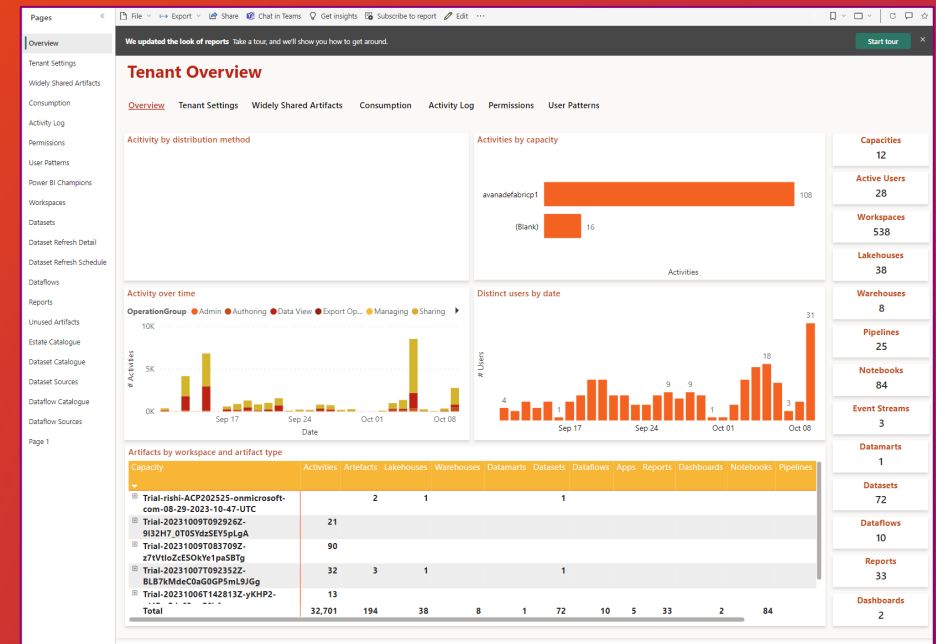 Pages
File Export Share Chat in Teams Get insights Subscribe to report Edit ...
We updated the look of reports Take a tour, and we'll show you how to get around. Start tour
Overview
Tenant Settings
Widely Shared Artifacts
Consumption
Activity Log
Permissions
User Patterns
Power BI Champions
Workspaces
Datasets
Dataset Refresh Detail
Dataset Refresh Schedule
Dataflows
Reports
Unused Artifacts
Estate Catalogue
Dataset Catalogue
Dataset Sources
Dataflow Catalogue
Dataflow Sources
Page 1
Tenant Overview
Overview Tenant Settings Widely Shared Artifacts Consumption Activity Log Permissions User Patterns
Acitivity by distribution method
Activities by capacity
avanadefabricp1 108
(Blank) 16
Activities
Activity over time
OperationGroup Admin Authoring Data View Export Op... Managing Sharing
10K
5K
0K
# Activities
Sep 17 Sep 24 Oct 01 Oct 08
Date
Distinct users by date
# Users
4 1 9 9 1 18 3 31
Sep 17 Sep 24 Oct 01 Oct 08
Artifacts by workspace and artifact type
Capacity Activities Artefacts Lakehouses Warehouses Datamarts Datasets Dataflows Apps Reports Dashboards Notebooks Pipelines
Trial-rishi-ACP202525-onmicrosoft- 2 1 1
com-08-29-2023-10-47-UTC
Trial-20231009T092926Z- 21
9I32H7_0T0SYdzSEY5pLgA
Trial-20231009T083709Z- 90
z7tVtloZcESOkYe1paSBTg
Trial-20231007T092352Z- 32 3 1 1
BLB7kMdeC0aG0GP5mL9JGg
Trial-20231006T142813Z-yKHP2- 13
Total 32,701 194 38 8 1 72 10 5 33 2 84
Capacities
12
Active Users
28
Workspaces
538
Lakehouses
38
Warehouses
8
Pipelines
25
Notebooks
84
Event Streams
3
Datamarts
1
Datasets
72
Dataflows
10
Reports
33
Dashboards
2